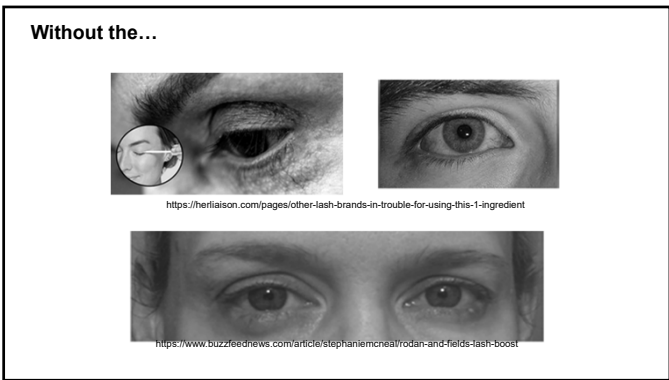 Without the…
https://herliaison.com/pages/other-lash-brands-in-trouble-for-using-this-1-ingredient
https://www.buzzfeednews.com/article/stephaniemcneal/rodan-and-fields-lash-boost